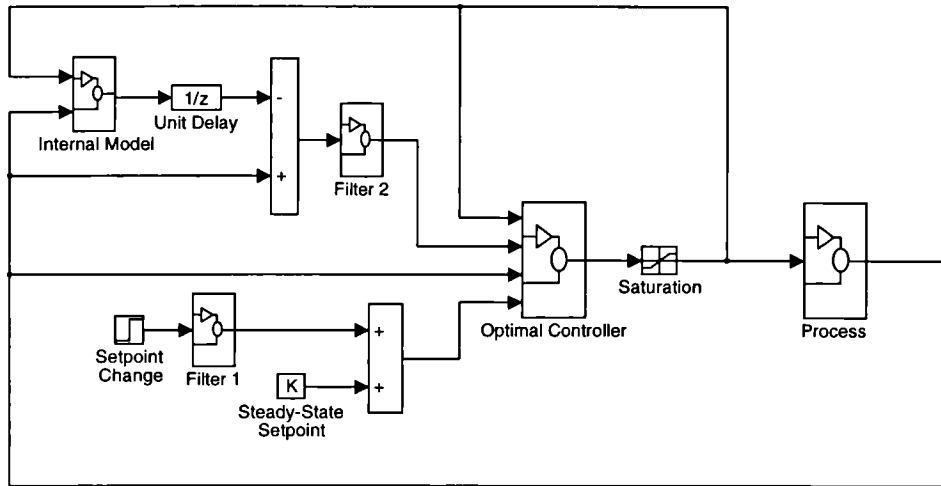 1/z
-
Unit Delay
Internal Model
+
Filter 2
Saturation
Optimal Controller
Process
+
Setpoint
Change
Filter 1
K
+
Steady-State
Setpoint